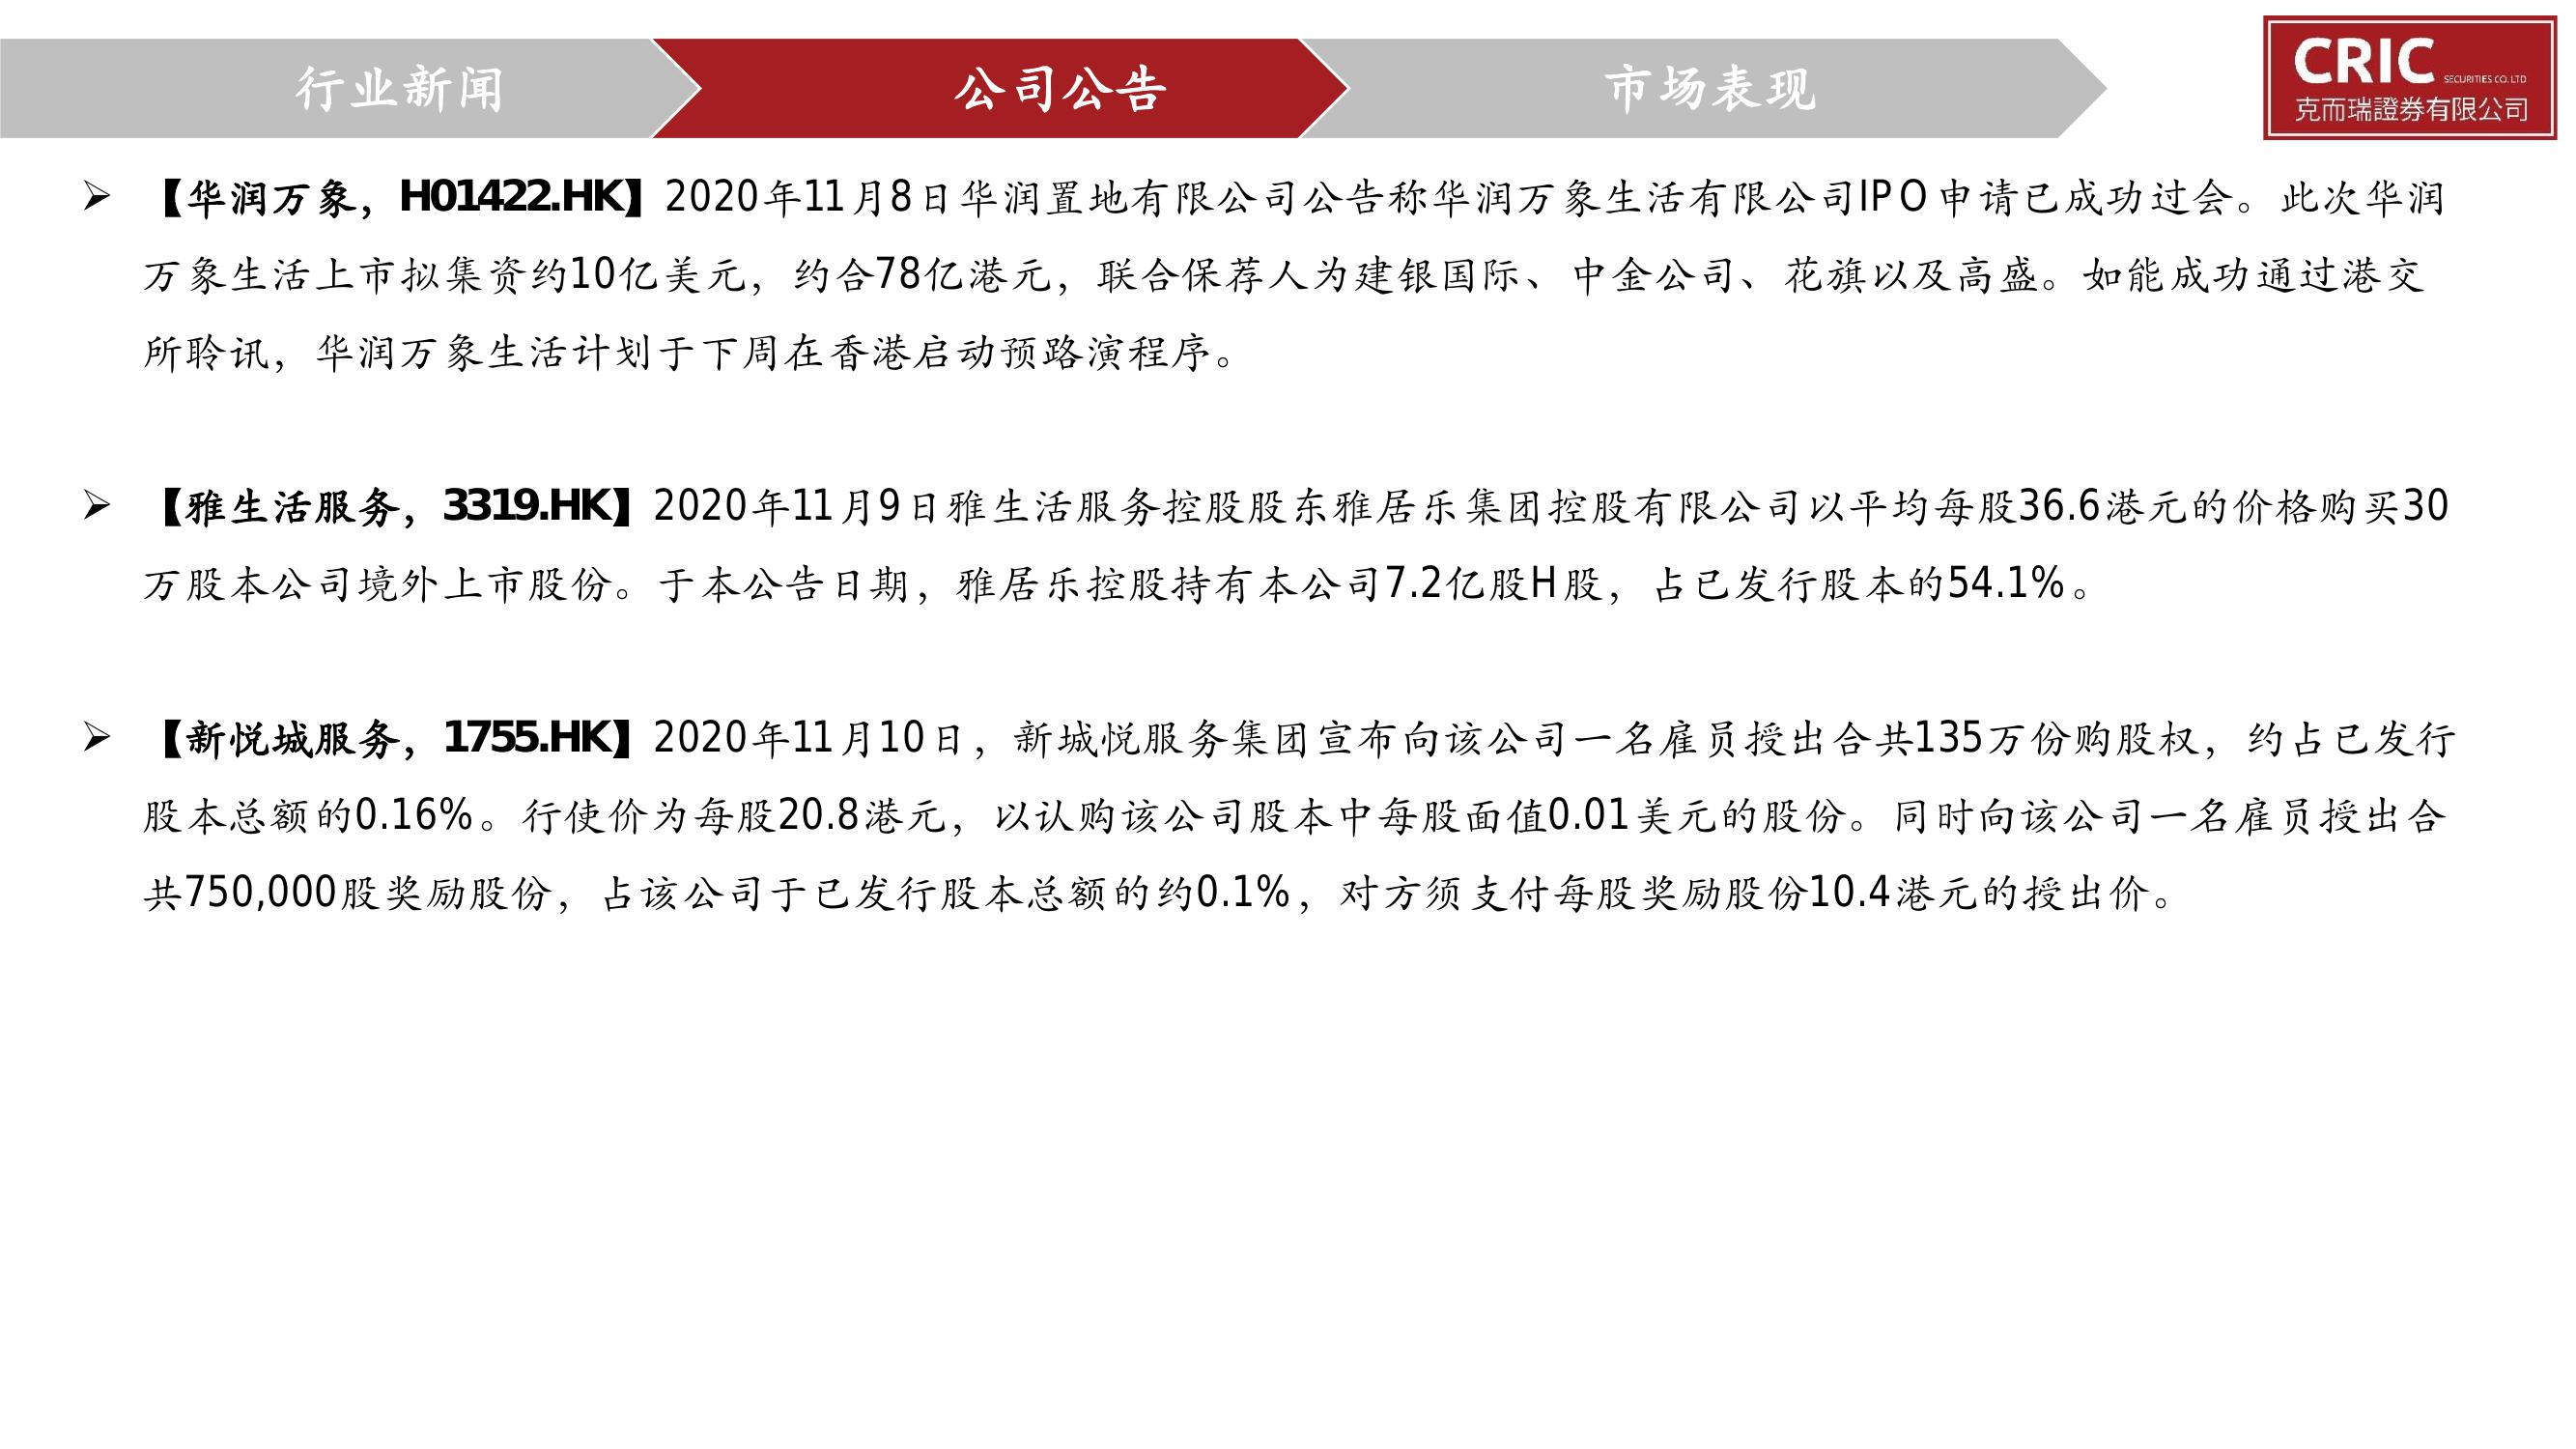 行业新闻
公司公告
市场表现
CRIC SECURITIES CO. LTD
克而瑞證券有限公司
➢ 【华润万象，H01422.HK】2020年11月8日华润置地有限公司公告称华润万象生活有限公司IPO申请已成功过会。此次华润
万象生活上市拟集资约10亿美元，约合78亿港元，联合保荐人为建银国际、中金公司、花旗以及高盛。如能成功通过港交
所聆讯，华润万象生活计划于下周在香港启动预路演程序。
➢ 【雅生活服务，3319.HK】2020年11月9日雅生活服务控股股东雅居乐集团控股有限公司以平均每股36.6港元的价格购买30
万股本公司境外上市股份。于本公告日期，雅居乐控股持有本公司7.2亿股H股，占已发行股本的54.1%。
➢ 【新悦城服务，1755.HK】2020年11月10日，新城悦服务集团宣布向该公司一名雇员授出合共135万份购股权，约占已发行
股本总额的0.16%。行使价为每股20.8港元，以认购该公司股本中每股面值0.01美元的股份。同时向该公司一名雇员授出合
共750,000股奖励股份，占该公司于已发行股本总额的约0.1%，对方须支付每股奖励股份10.4港元的授出价。